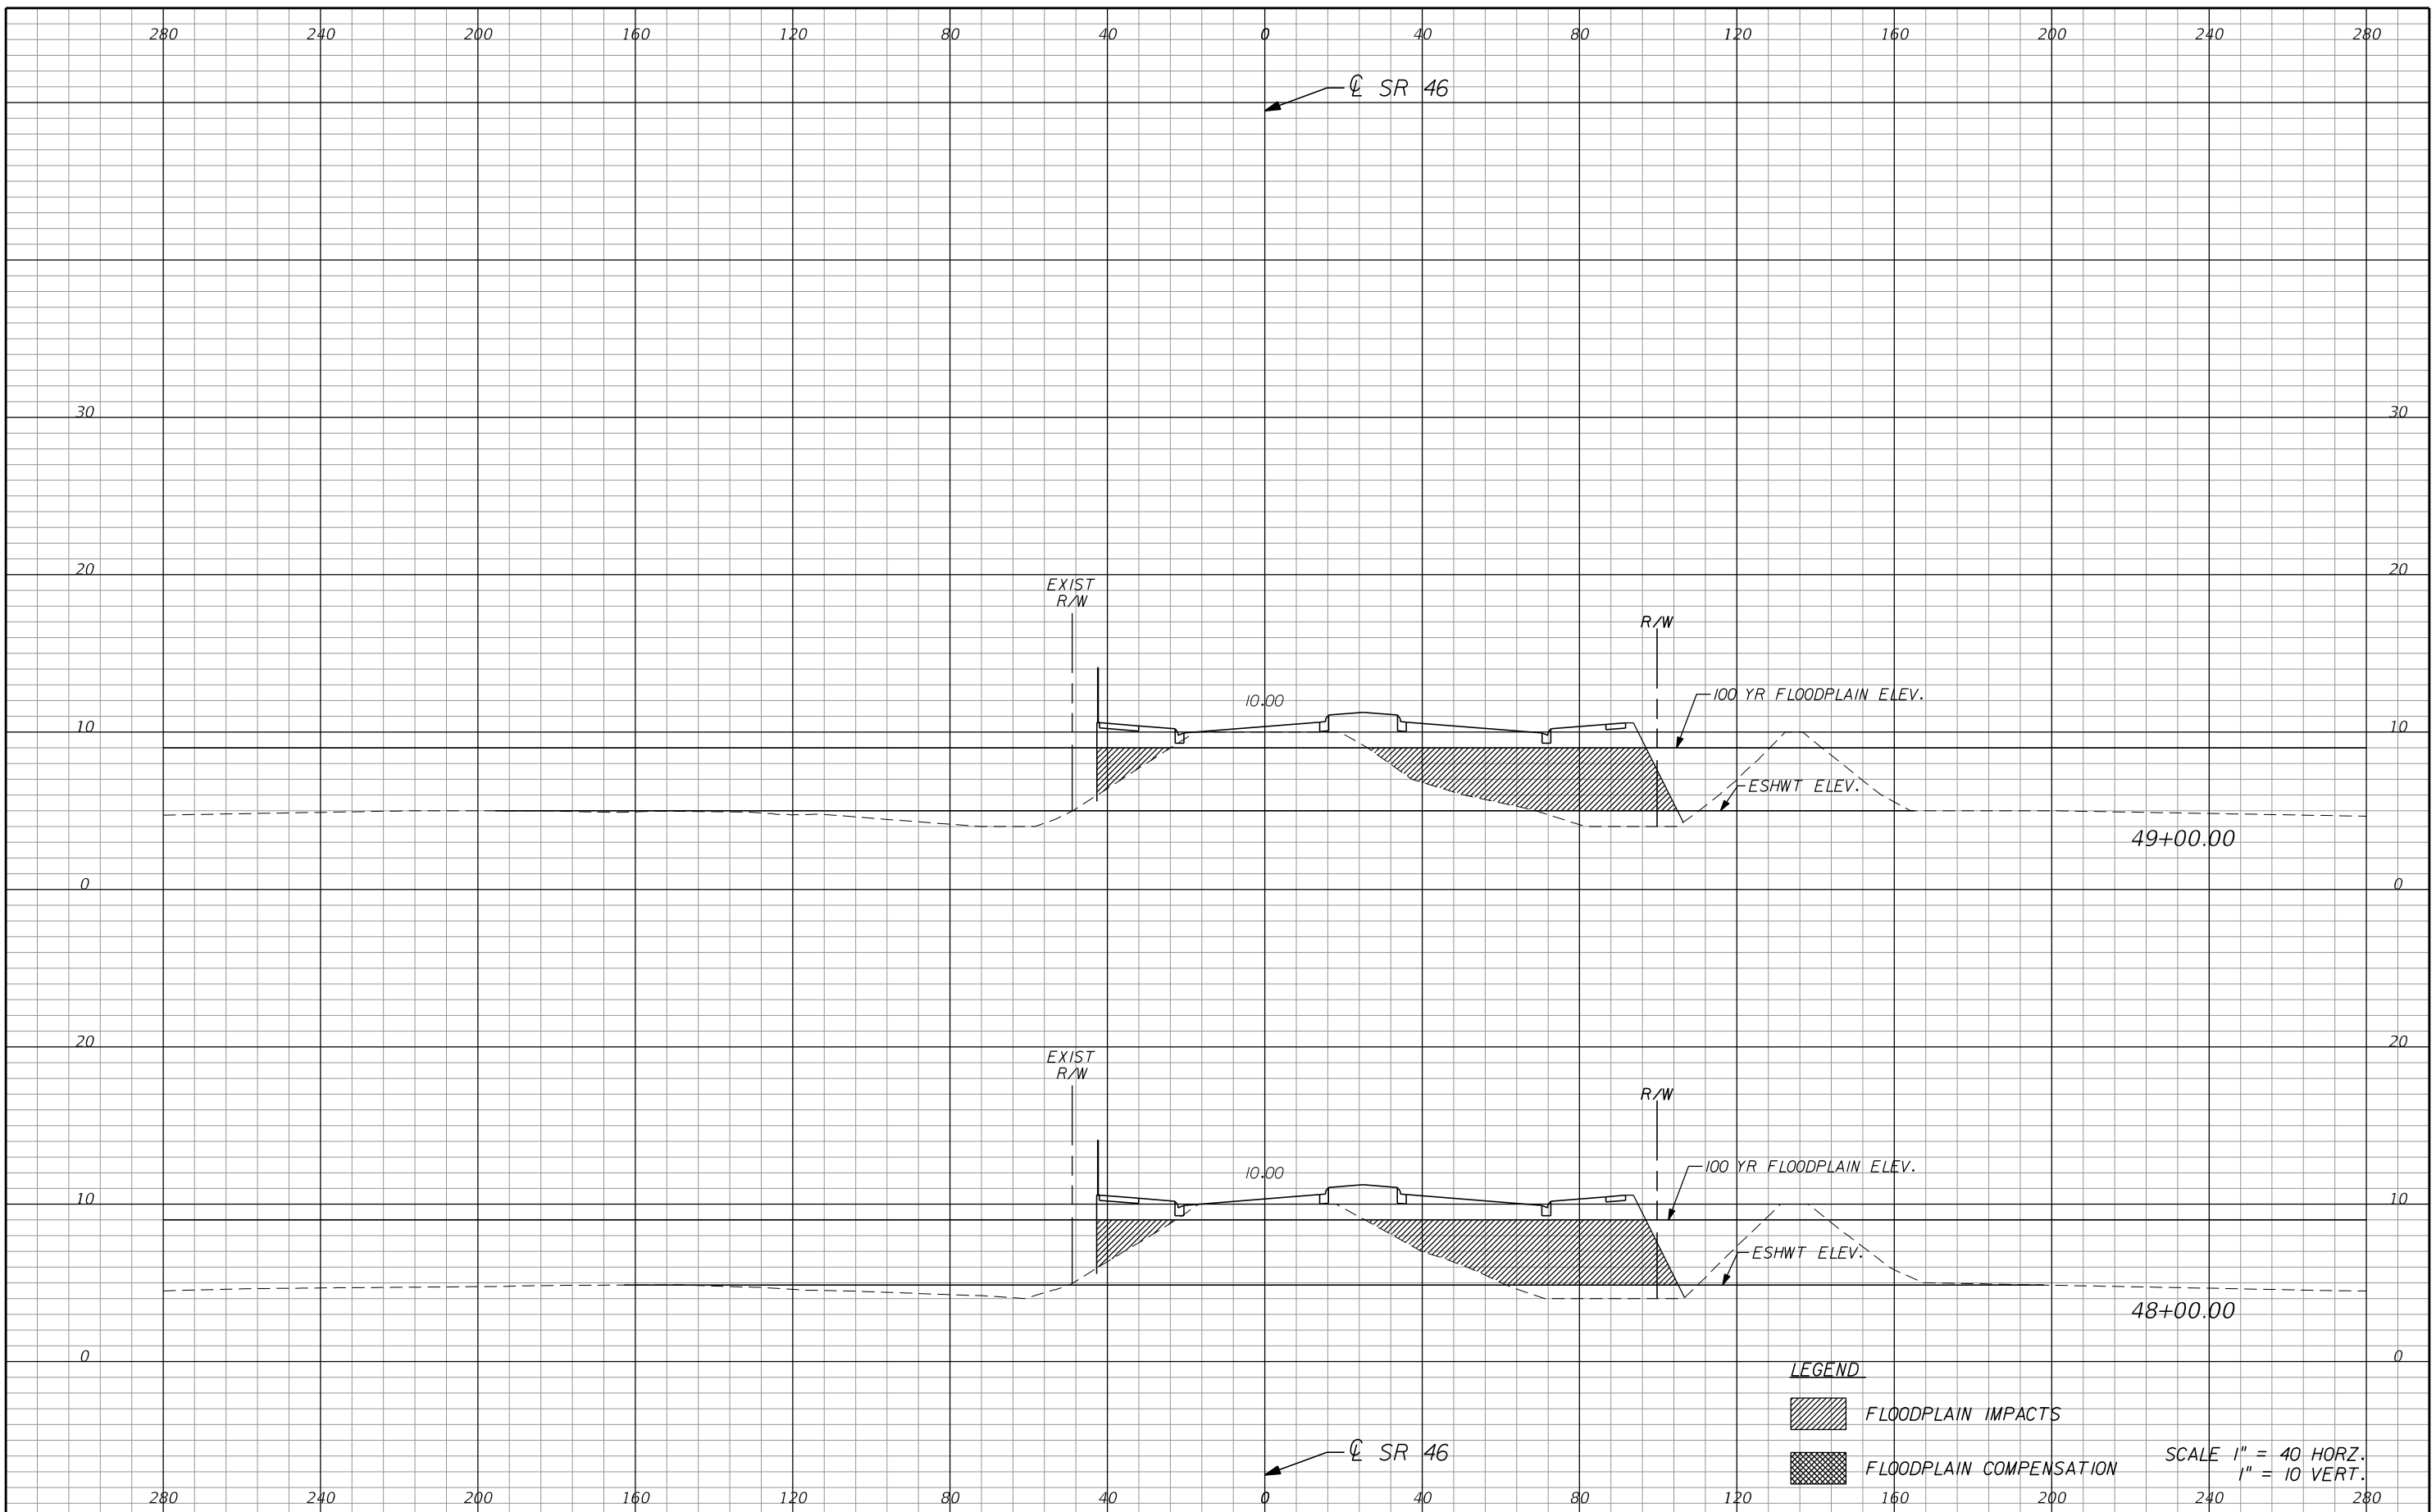 280 240 200 160 120 80 40 0 40 80 120 160 200 240 280
℄ SR 46
30 30
20 20
EXIST
R/W
R/W
100 YR FLOODPLAIN ELEV.
10.00
10 10
ESHWT ELEV.
49+00.00
0 0
20 20
EXIST
R/W
R/W
100 YR FLOODPLAIN ELEV.
10.00
10 10
ESHWT ELEV.
48+00.00
0 0
LEGEND
FLOODPLAIN IMPACTS
℄ SR 46
FLOODPLAIN COMPENSATION
SCALE 1" = 40 HORZ.
1" = 10 VERT.
280 240 200 160 120 80 40 0 40 80 120 160 200 240 280